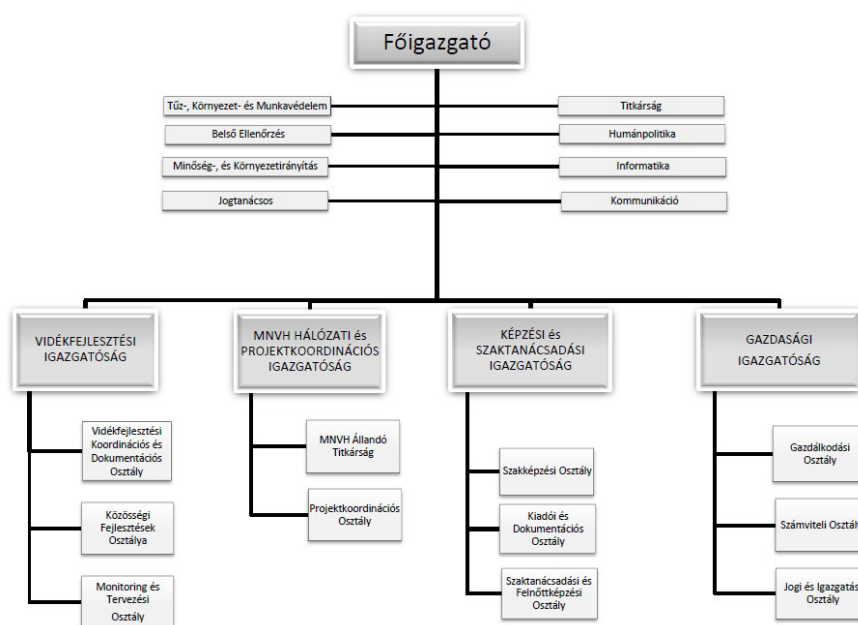 Főigazgató
Tűz-, Környezet- és Munkavédelem
Titkárság
Belső Ellenőrzés
Humánpolitika
Minőség-, és Környezetirányítás
Informatika
Jogtanácsos
Kommunikáció
VIDÉKFEJLESZTÉSI
IGAZGATÓSÁG
MNVH HÁLÓZATI és
PROJEKTKOORDINÁCIÓS
IGAZGATÓSÁG
KÉPZÉSI és
SZAKTANÁCSADÁSI
IGAZGATÓSÁG
GAZDASÁGI
IGAZGATÓSÁG
Vidékfejlesztési
Koordinációs és
Dokumentációs
Osztály
Közösségi
Fejlesztések
Osztálya
Monitoring és
Tervezési
Osztály
MNVH Állandó
Titkárság
Projektkoordinációs
Osztály
Szakképzési Osztály
Kiadói és
Dokumentációs
Osztály
Szaktanácsadási és
Felnőttképzési
Osztály
Gazdálkodási
Osztály
Számviteli Osztály
Jogi és Igazgatás
Osztály